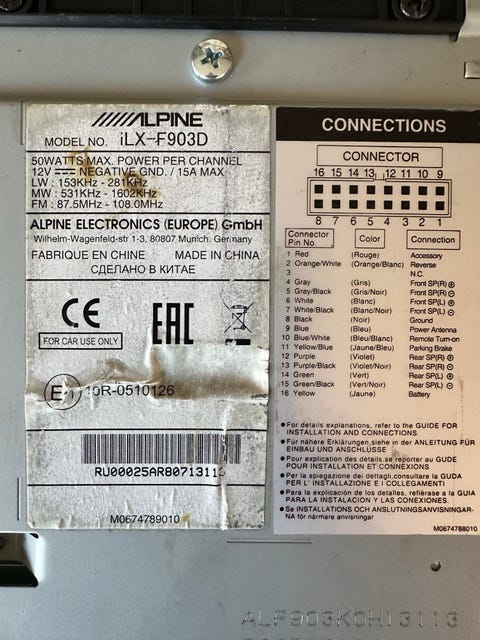 ALPINE
MODEL NO. iLX-F903D
50WATTS MAX. POWER PER CHANNEL
12V NEGATIVE GND. / 15A MAX
LW : 153KHz - 281KHz
MW : 531KHz - 1602KHz
FM : 87.5MHz - 108.0MHz
ALPINE ELECTRONICS (EUROPE) GmbH
Wilhelm-Wagenfeld-str 1-3, 80807 Munich. Germany
FABRIQUE EN CHINE MADE IN CHINA
СДЕЛАНО В КИТАЕ
CE EAC
FOR CAR USE ONLY
E1 10R-0510126
RU00025AR8071311
M0674789010
CONNECTIONS
CONNECTOR
16 15 14 13 12 11 10 9
8 7 6 5 4 3 2 1
Connector Pin No. Color Connection
1 Red (Rouge) Accessory
2 Orange/White (Orange/Blanc) Reverse
3 N.C.
4 Gray (Gris) Front SP(R) ⊕
5 Gray/Black (Gris/Noir) Front SP(R) ⊖
6 White (Blanc) Front SP(L) ⊕
7 White/Black (Blanc/Noir) Front SP(L) ⊖
8 Black (Noir) Ground
9 Blue (Bleu) Power Antenna
10 Blue/White (Bleu/Blanc) Remote Turn-on
11 Yellow/Blue (Jaune/Bleu) Parking Brake
12 Purple (Violet) Rear SP(R) ⊕
13 Purple/Black (Violet/Noir) Rear SP(R) ⊖
14 Green (Vert) Rear SP(L) ⊕
15 Green/Black (Vert/Noir) Rear SP(L) ⊖
16 Yellow (Jaune) Battery
● For details explanations, refer to the GUIDE FOR
INSTALLATION AND CONNECTIONS.
● Für nähere Erklärungen,siehe in der ANLEITUNG FÜR
EINBAU UND ANSCHLÜSSE
● Pour explication des détails,se reporter au GUDE
POUR INSTALLATION ET CONNEXIONS
● Per la spiegazione dei dettagli,consultare la GUDA
PER L' INSTALLAZIONE E I COLLEGAMENTI
● Para la explicación de los detalles, refiérase a la GUIA
PARA LA INSTALACION Y LAS CONEXIONES.
● Se INSTALLATIONS OCH ANSLUTNINGSANVISNINGAR-
NA för närmare anvisningar
M0674788010
ALF903K0H13113